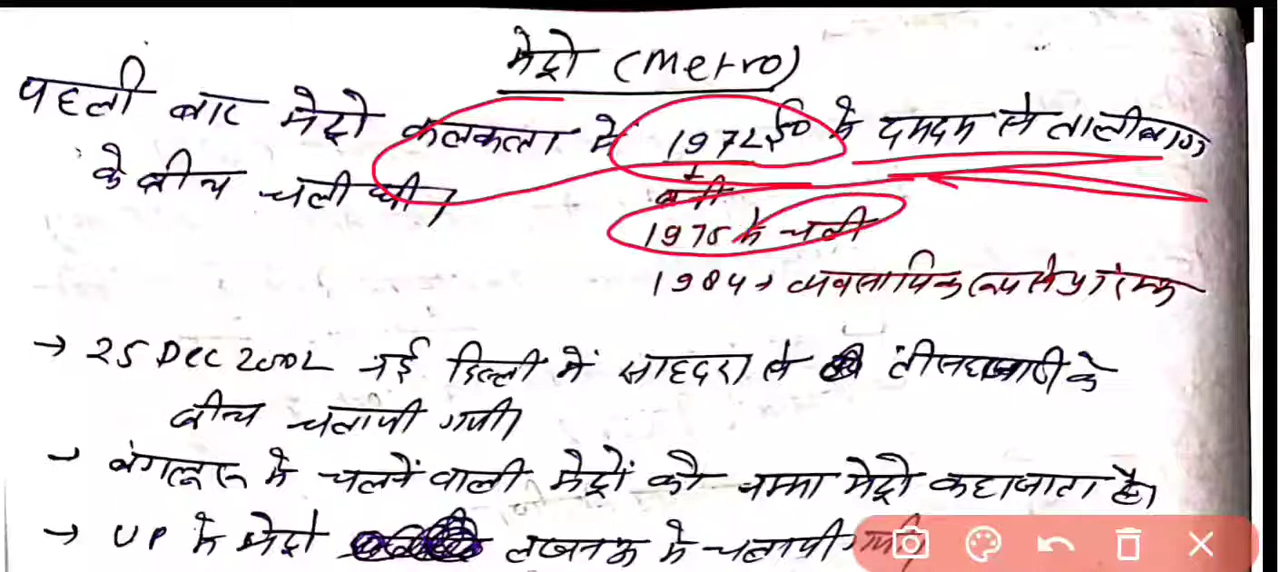 मेट्रो (Metro)
पहली बार मेट्रो कलकत्ता में 1972 ई० में दमदम से तालीबाग
के बीच चली थी।
बनी
1975 में चली
1984 → व्यवसायिक रूप से प्रारंम्भ
→ 25 Dec 2002 नई दिल्ली में साहदरा से तीसहजारी के
बीच चलायी गयी।
→ बंगलूरू में चलने वाली मेट्रों को नम्मा मेट्रो कहा जाता है।
→ UP में मेट्रो लखनऊ में चलायी गयी